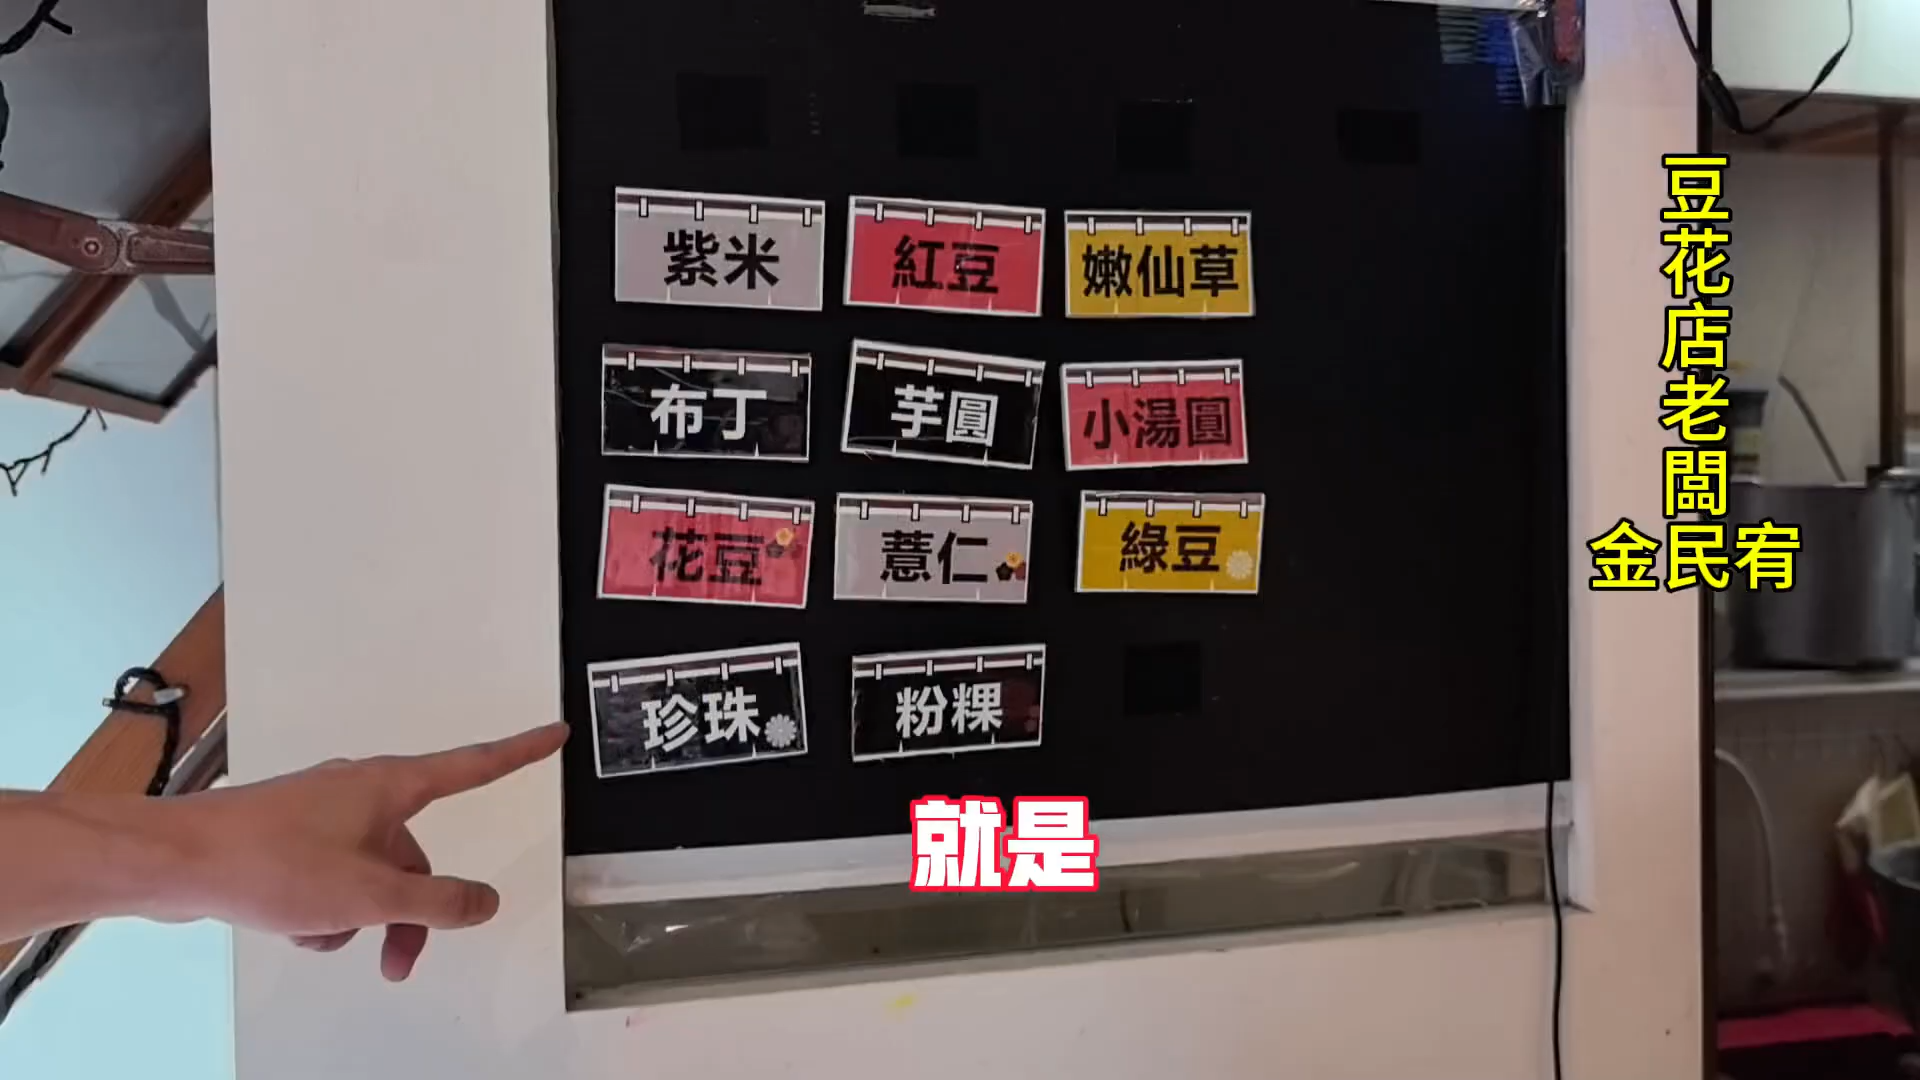 紫米
紅豆
嫩仙草
布丁
芋圓
小湯圓
花豆
薏仁
綠豆
珍珠
粉粿
豆花店老闆
金民宥
就是